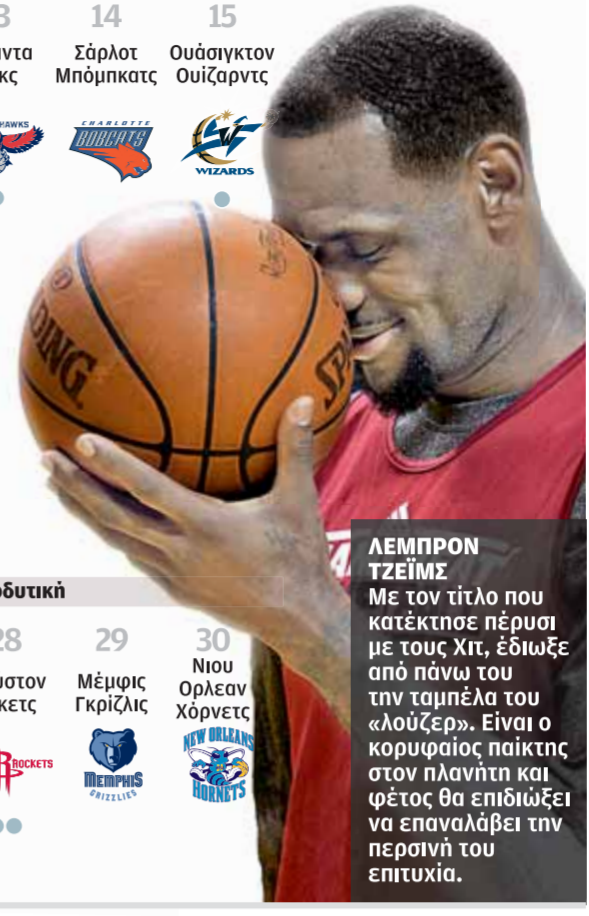 14
15
Σάρλοτ
Μπόμπκατς
Ουάσιγκτον
Ουίζαρντς
HAWKS
CHARLOTTE
BOBCATS
WIZARDS
28
29
30
Μέμφις
Γκρίζλις
Νιου
Ορλεαν
Χόρνετς
ROCKETS
MEMPHIS
GRIZZLIES
NEW ORLEANS
HORNETS
ΛΕΜΠΡΟΝ
ΤΖΕΪΜΣ
Με τον τίτλο που
κατέκτησε πέρυσι
με τους Χιτ, έδιωξε
από πάνω του
την ταμπέλα του
«λούζερ». Είναι ο
κορυφαίος παίκτης
στον πλανήτη και
φέτος θα επιδιώξει
να επαναλάβει την
περσινή του
επιτυχία.